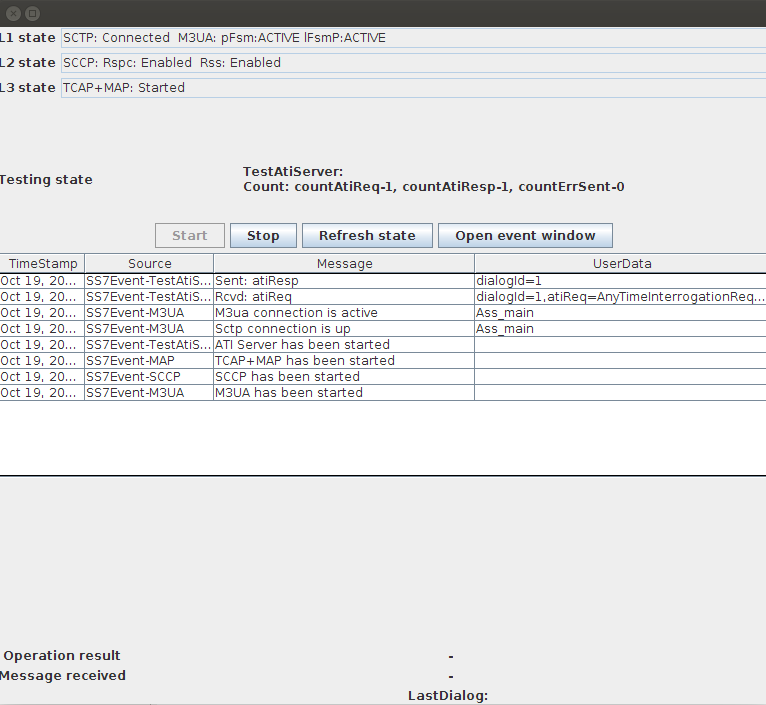 L1 state SCTP: Connected M3UA: pFsm:ACTIVE lFsmP:ACTIVE
L2 state SCCP: Rspc: Enabled Rss: Enabled
L3 state TCAP+MAP: Started
Testing state
TestAtiServer:
Count: countAtiReq-1, countAtiResp-1, countErrSent-0
Start Stop Refresh state Open event window
TimeStamp Source Message UserData
Oct 19, 20... SS7Event-TestAtiS... Sent: atiResp dialogId=1
Oct 19, 20... SS7Event-TestAtiS... Rcvd: atiReq dialogId=1,atiReq=AnyTimeInterrogationReq...
Oct 19, 20... SS7Event-M3UA M3ua connection is active Ass_main
Oct 19, 20... SS7Event-M3UA Sctp connection is up Ass_main
Oct 19, 20... SS7Event-TestAtiS... ATI Server has been started
Oct 19, 20... SS7Event-MAP TCAP+MAP has been started
Oct 19, 20... SS7Event-SCCP SCCP has been started
Oct 19, 20... SS7Event-M3UA M3UA has been started
Operation result -
Message received -
LastDialog: